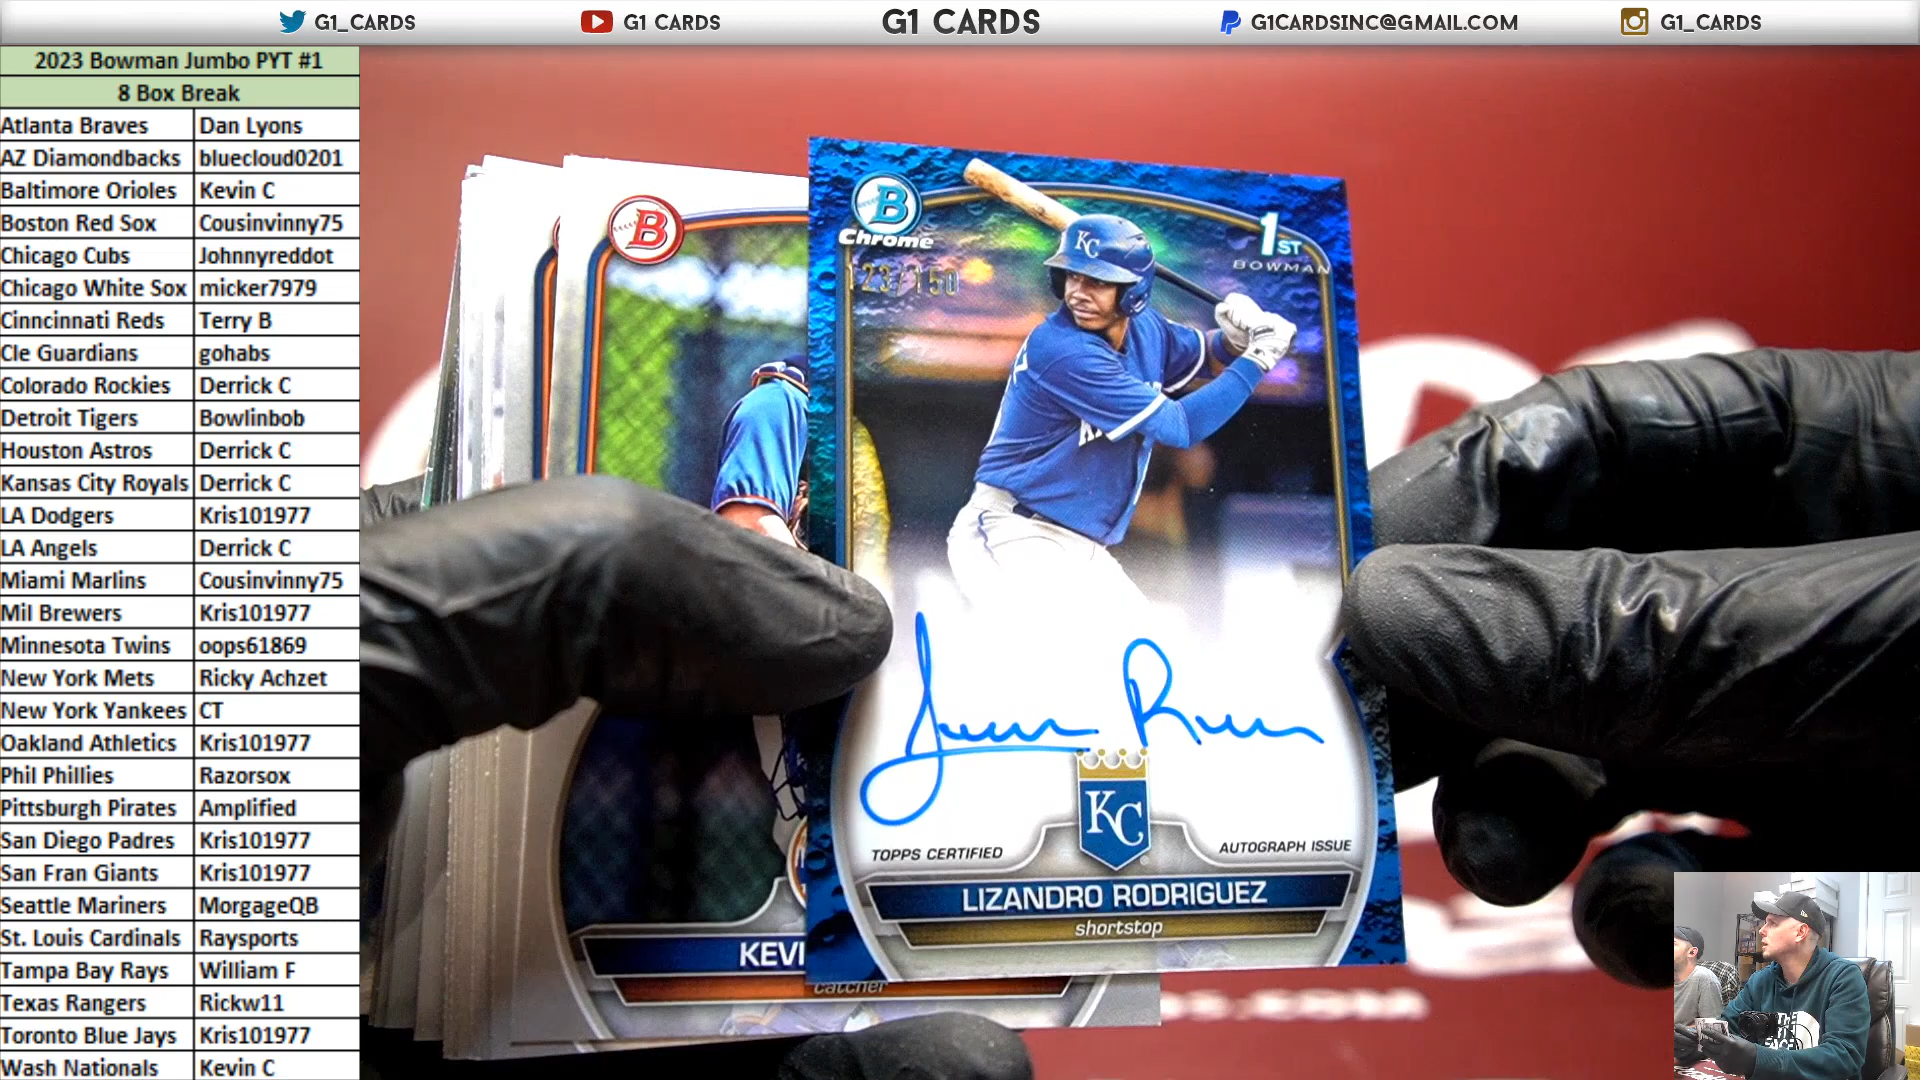 G1_CARDS
G1 CARDS
G1 CARDS
G1CARDSINC@GMAIL.COM
G1_CARDS
2023 Bowman Jumbo PYT #1
8 Box Break
Atlanta Braves Dan Lyons
AZ Diamondbacks bluecloud0201
Baltimore Orioles Kevin C
Boston Red Sox Cousinvinny75
Chicago Cubs Johnnyreddot
Chicago White Sox micker7979
Cinncinnati Reds Terry B
Cle Guardians gohabs
Colorado Rockies Derrick C
Detroit Tigers Bowlinbob
Houston Astros Derrick C
Kansas City Royals Derrick C
LA Dodgers Kris101977
LA Angels Derrick C
Miami Marlins Cousinvinny75
Mil Brewers Kris101977
Minnesota Twins oops61869
New York Mets Ricky Achzet
New York Yankees CT
Oakland Athletics Kris101977
Phil Phillies Razorsox
Pittsburgh Pirates Amplified
San Diego Padres Kris101977
San Fran Giants Kris101977
Seattle Mariners MorgageQB
St. Louis Cardinals Raysports
Tampa Bay Rays William F
Texas Rangers Rickw11
Toronto Blue Jays Kris101977
Wash Nationals Kevin C
B
B
Chrome
123/150
1ST
BOWMAN
KC
KC
TOPPS CERTIFIED
AUTOGRAPH ISSUE
LIZANDRO RODRIGUEZ
shortstop
KEVI
catcher